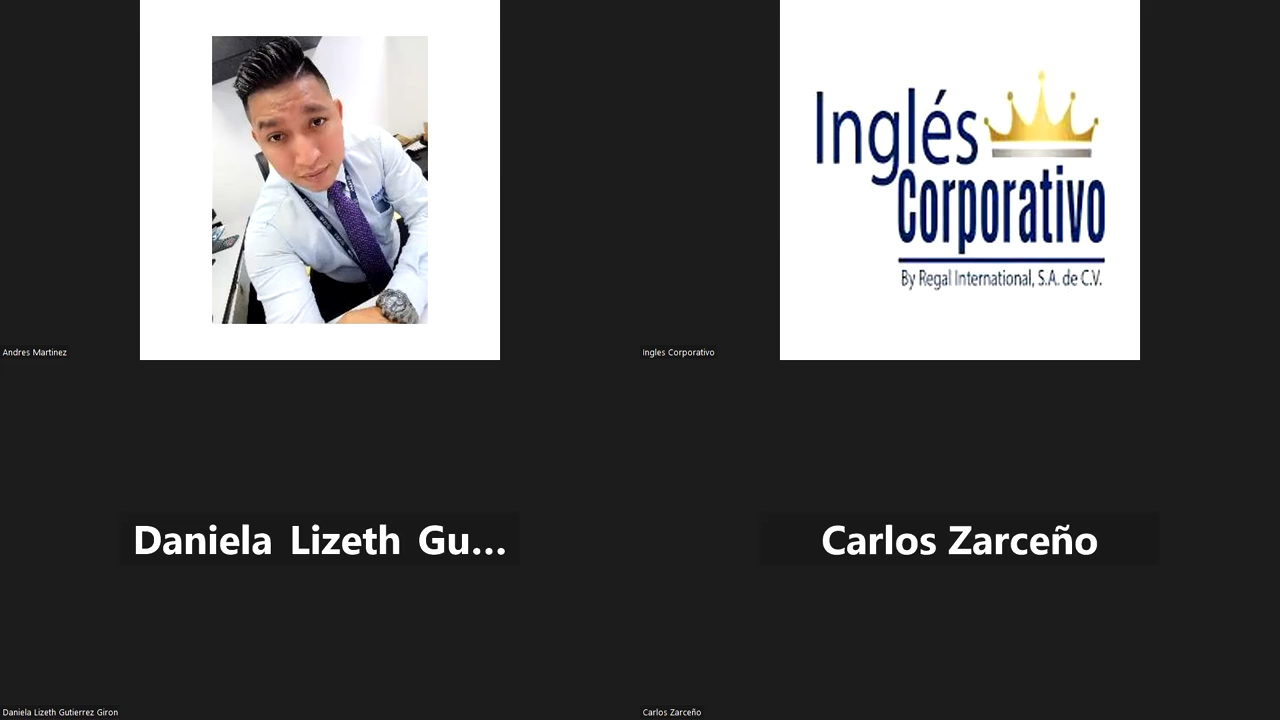 Andres Martinez
Inglés
Corporativo
By Regal International, S.A. de C.V.
Ingles Corporativo
Daniela Lizeth Gu...
Carlos Zarceño
Daniela Lizeth Gutierrez Giron
Carlos Zarceño